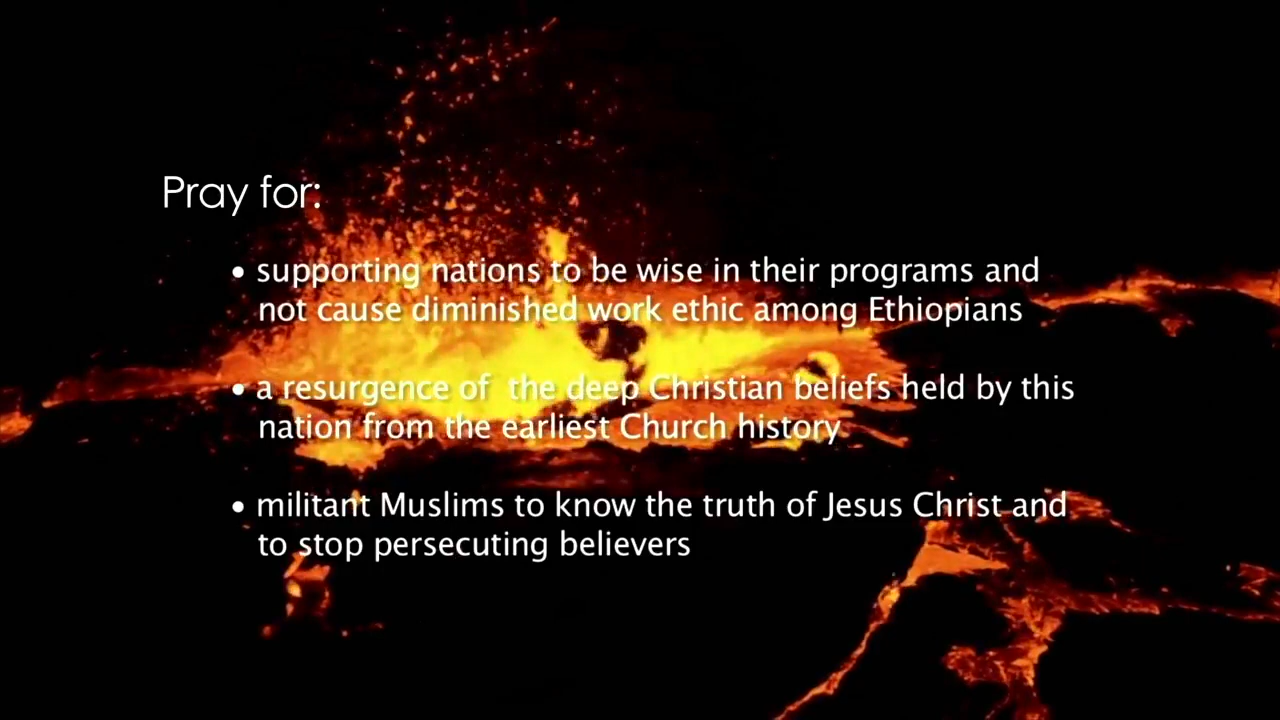 Pray for:
• supporting nations to be wise in their programs and
not cause diminished work ethic among Ethiopians
• a resurgence of  the deep Christian beliefs held by this
nation from the earliest Church history
• militant Muslims to know the truth of Jesus Christ and
to stop persecuting believers